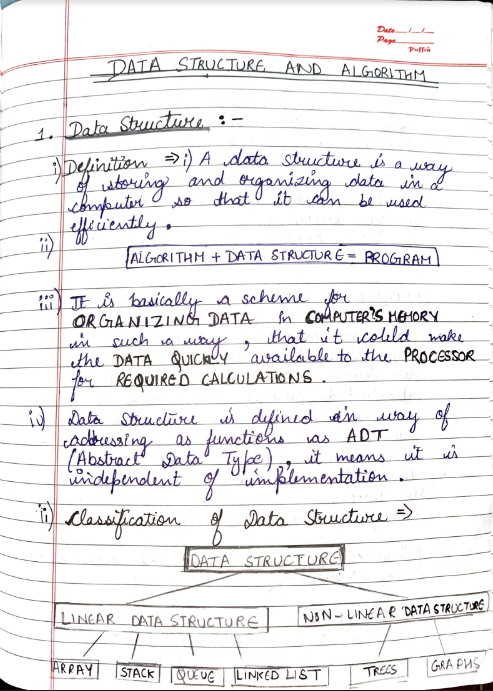 Date __/__/__
Page ______
Puffin
DATA STRUCTURE AND ALGORITHM
1. Data Structure :-
i) Definition ⇒ i) A data structure is a way
of storing and organizing data in a
computer so that it can be used
efficiently.
ii) ALGORITHM + DATA STRUCTURE = PROGRAM
iii) It is basically a scheme for
ORGANIZING DATA in COMPUTER'S MEMORY
in such a way, that it could make
the DATA QUICKLY available to the PROCESSOR
for REQUIRED CALCULATIONS.
iv) Data Structure is defined in way of
addressing as functions as ADT
(Abstract Data Type), it means it is
independent of implementation.
ii) Classification of Data Structure ⇒
DATA STRUCTURE
LINEAR DATA STRUCTURE NON-LINEAR DATA STRUCTURE
ARRAY STACK QUEUE LINKED LIST TREES GRAPHS